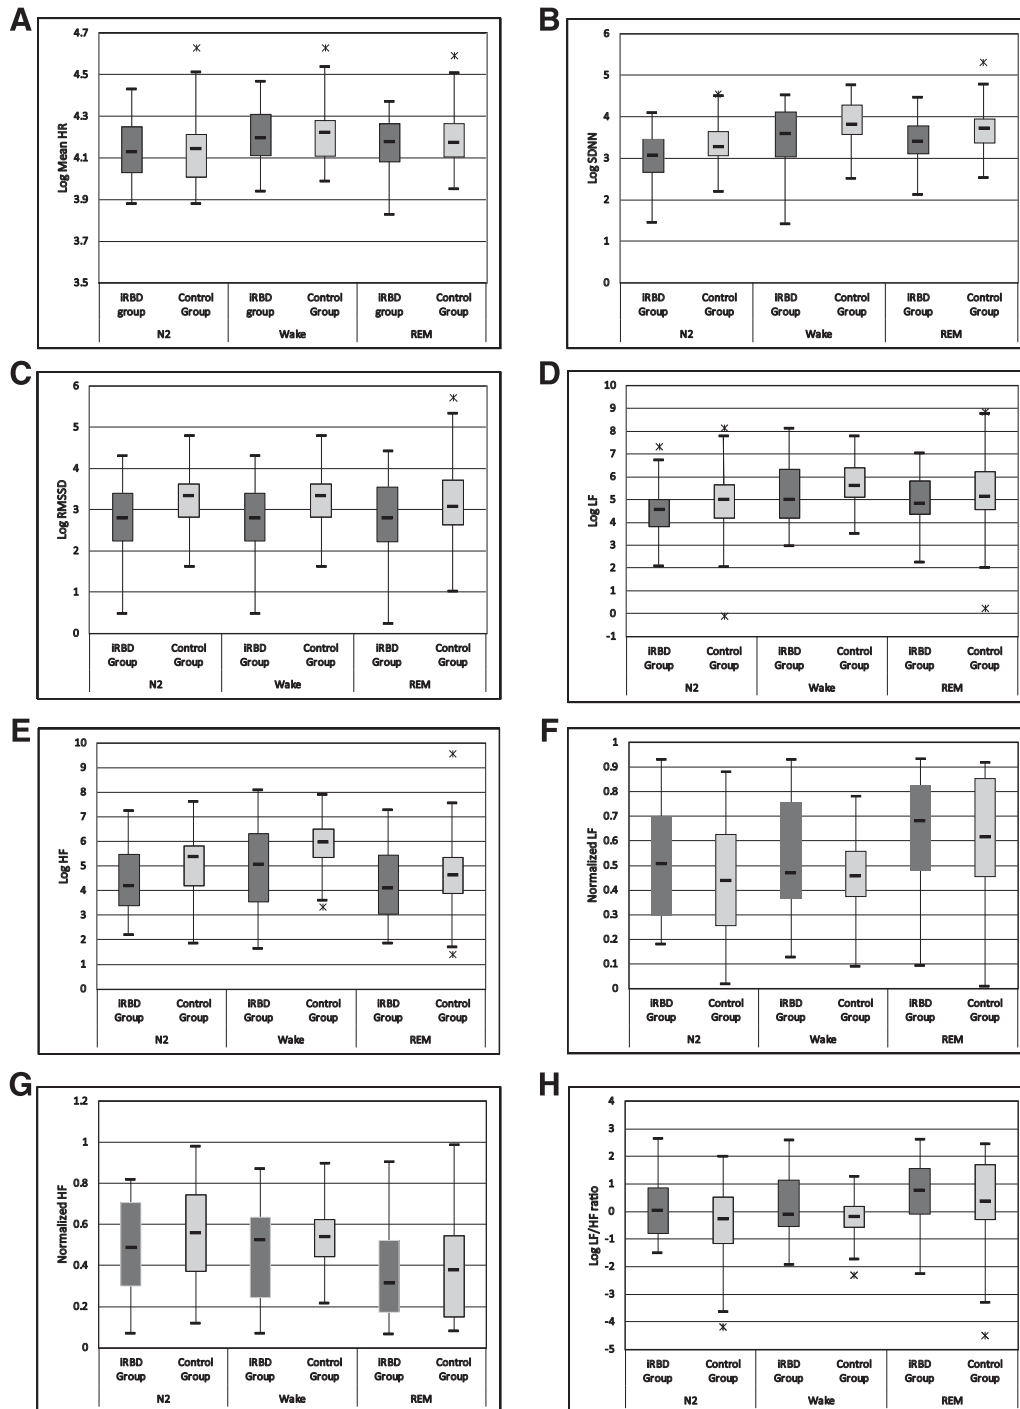 A
Log Mean HR
4.7
4.5
4.3
4.1
3.9
3.7
3.5
iRBD group
Control Group
iRBD group
Control Group
iRBD group
Control Group
N2
Wake
REM
B
Log SDNN
6
5
4
3
2
1
0
iRBD Group
Control Group
iRBD Group
Control Group
iRBD Group
Control Group
N2
Wake
REM
C
Log RMSSD
6
5
4
3
2
1
0
iRBD Group
Control Group
iRBD Group
Control Group
iRBD Group
Control Group
N2
Wake
REM
D
Log LF
10
9
8
7
6
5
4
3
2
1
0
-1
iRBD Group
Control Group
iRBD Group
Control Group
iRBD Group
Control Group
N2
Wake
REM
E
Log HF
10
9
8
7
6
5
4
3
2
1
0
iRBD Group
Control Group
iRBD Group
Control Group
iRBD Group
Control Group
N2
Wake
REM
F
Normalized LF
1
0.9
0.8
0.7
0.6
0.5
0.4
0.3
0.2
0.1
0
iRBD Group
Control Group
iRBD Group
Control Group
iRBD Group
Control Group
N2
Wake
REM
G
Normalized HF
1.2
1
0.8
0.6
0.4
0.2
0
iRBD Group
Control Group
iRBD Group
Control Group
iRBD Group
Control Group
N2
Wake
REM
H
Log LF/HF ratio
4
3
2
1
0
-1
-2
-3
-4
-5
iRBD Group
Control Group
iRBD Group
Control Group
iRBD Group
Control Group
N2
Wake
REM